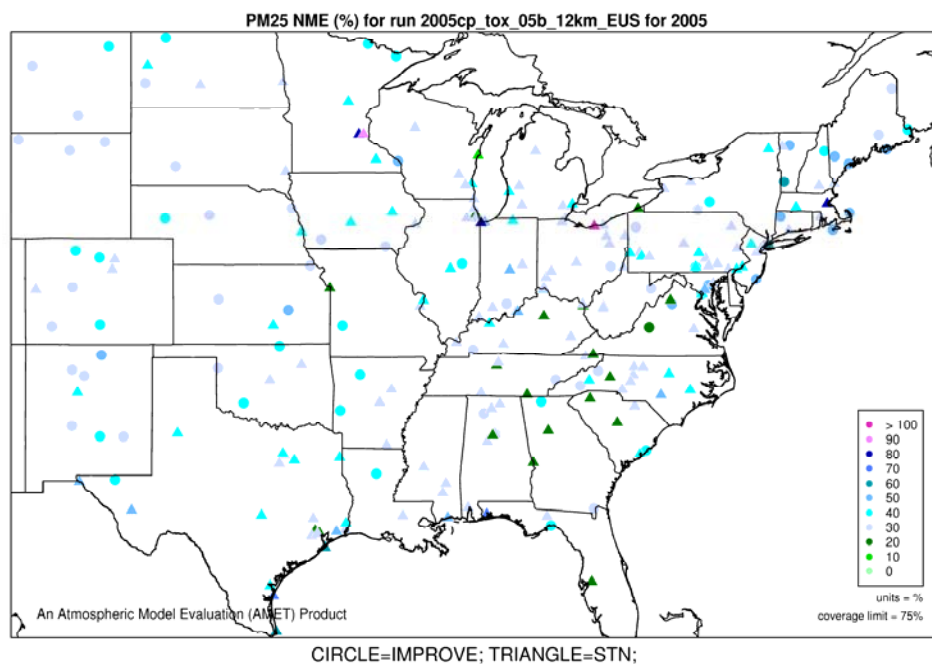 PM25 NME (%) for run 2005cp_tox_05b_12km_EUS for 2005
> 100
90
80
70
60
50
40
30
20
10
0
units = %
coverage limit = 75%
An Atmospheric Model Evaluation (AMET) Product
CIRCLE=IMPROVE; TRIANGLE=STN;